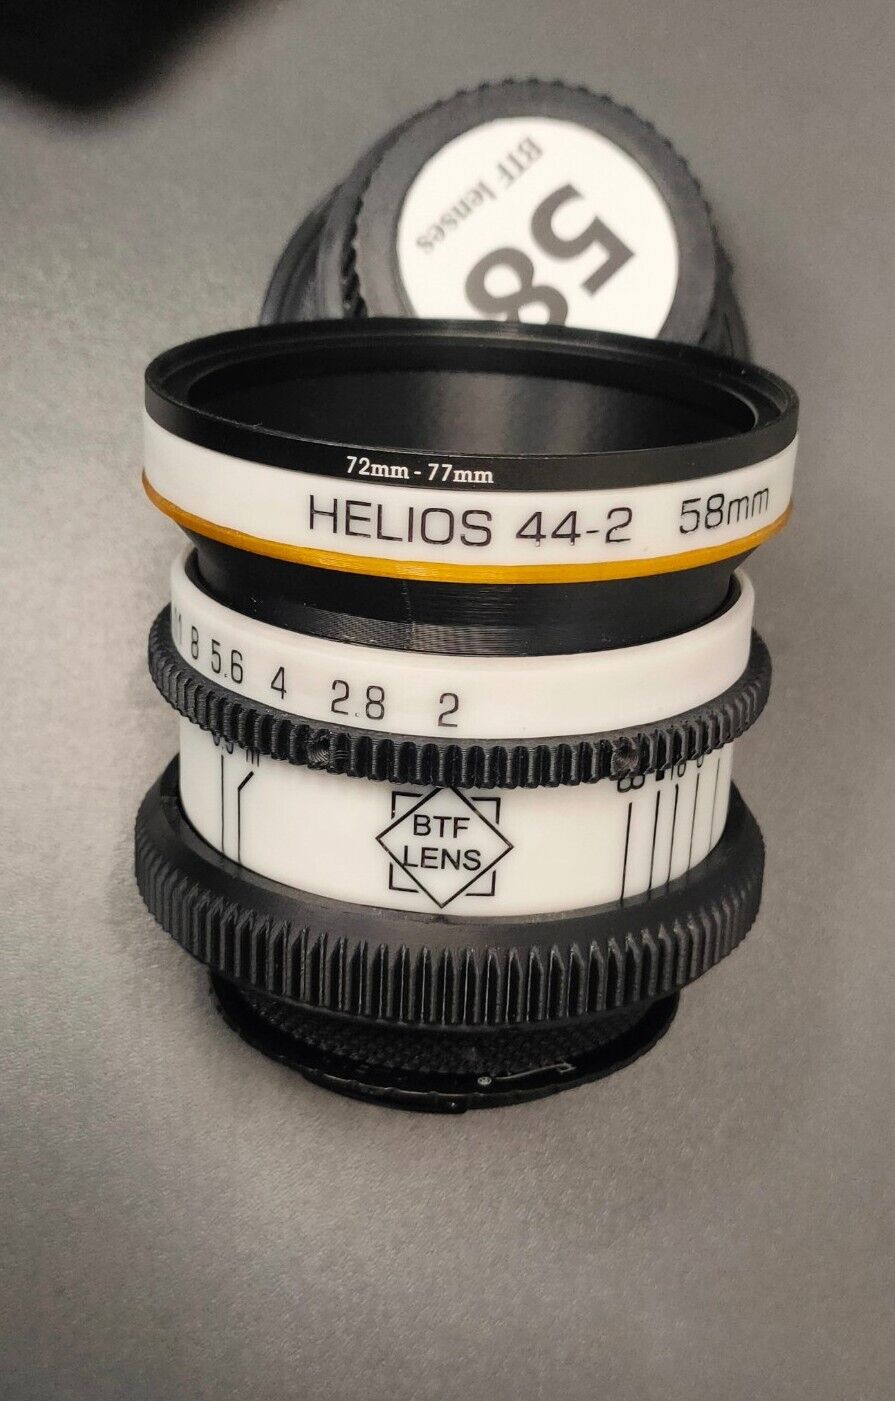 BTF lenses
58
72mm - 77mm
HELIOS 44-2 58mm
8 5.6 4 2.8 2
m
BTF
LENS